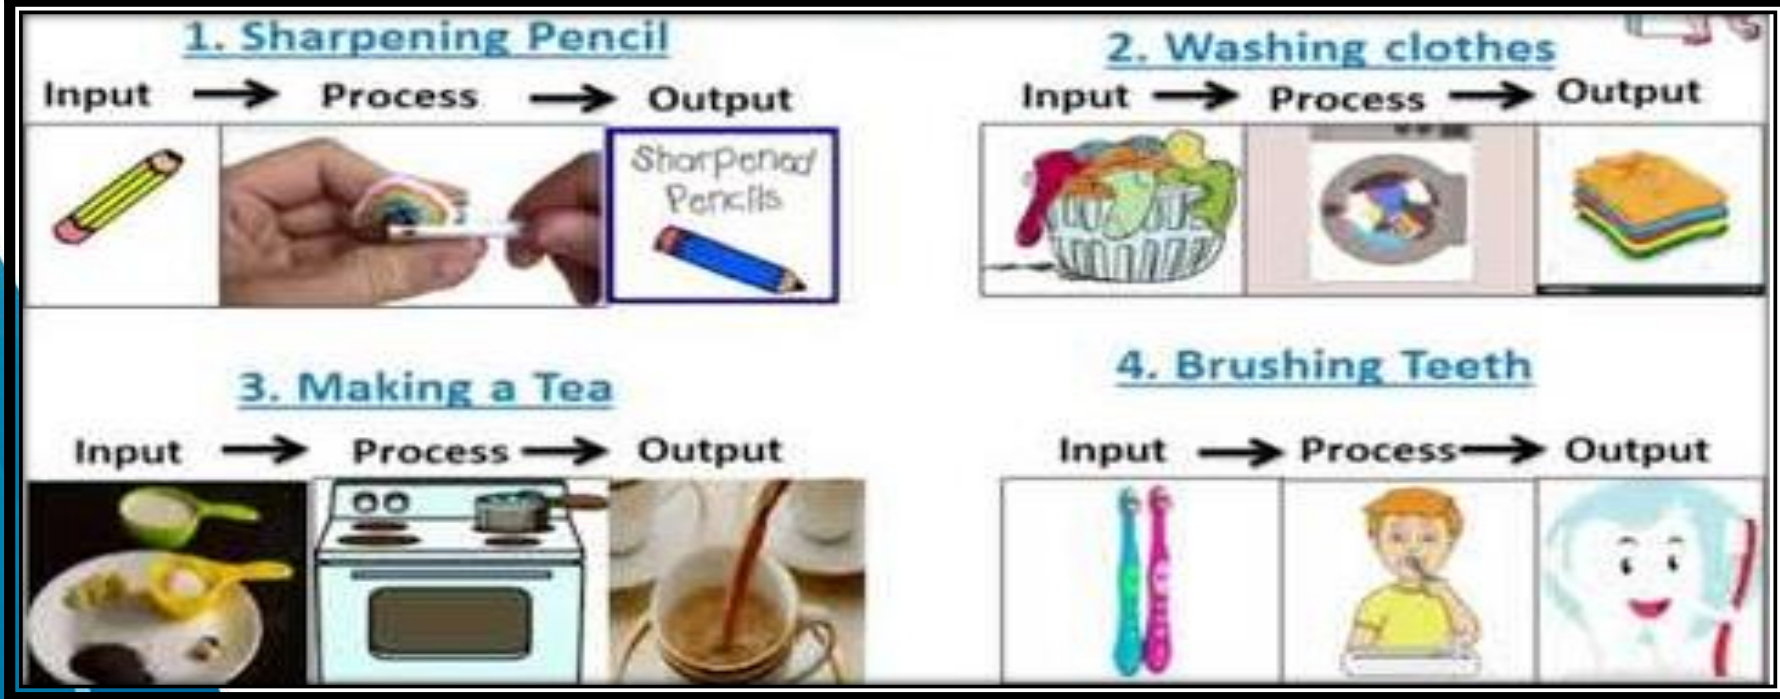 1. Sharpening Pencil
Input → Process → Output
Sharpened
Pencils
2. Washing clothes
Input → Process → Output
3. Making a Tea
Input → Process → Output
4. Brushing Teeth
Input → Process → Output